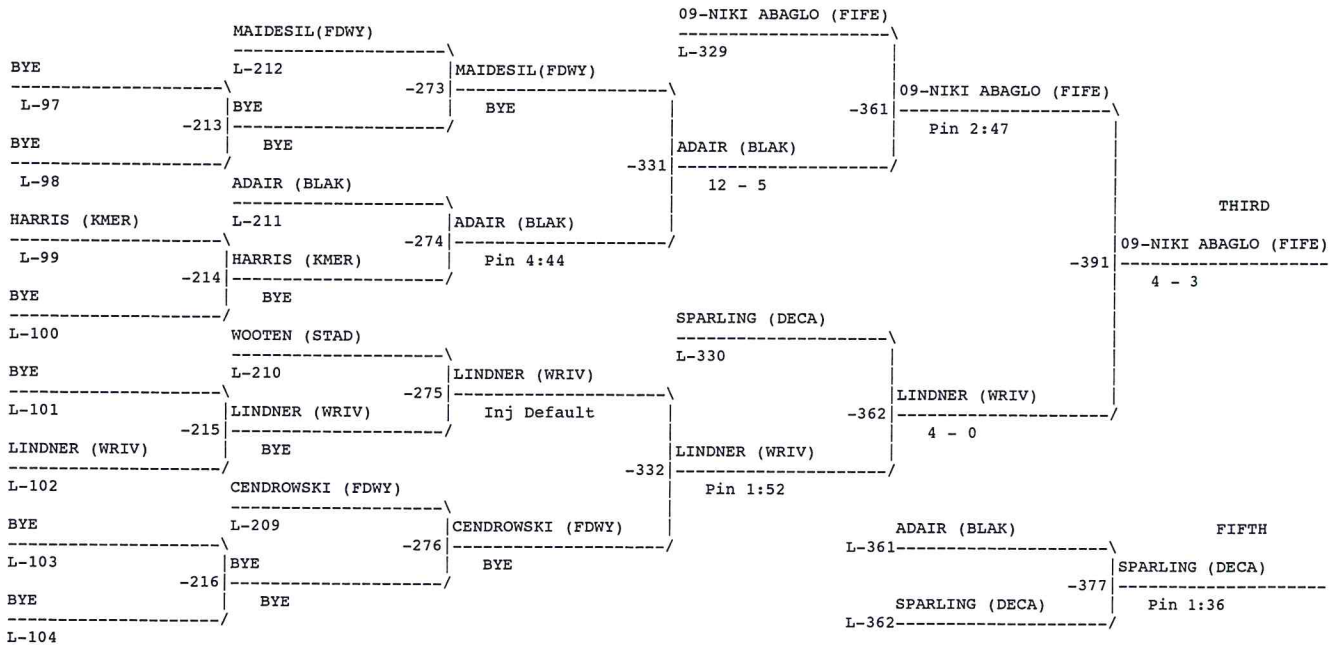 09-NIKI ABAGLO (FIFE)
MAIDESIL(FDWY)
L-329
BYE
L-212
-273
MAIDESIL(FDWY)
L-97
BYE
BYE
-361
09-NIKI ABAGLO (FIFE)
-213
Pin 2:47
BYE
BYE
ADAIR (BLAK)
-331
L-98
ADAIR (BLAK)
12 - 5
THIRD
HARRIS (KMER)
L-211
ADAIR (BLAK)
-274
09-NIKI ABAGLO (FIFE)
L-99
HARRIS (KMER)
Pin 4:44
-391
-214
4 - 3
BYE
BYE
SPARLING (DECA)
L-100
WOOTEN (STAD)
L-330
BYE
L-210
LINDNER (WRIV)
-275
LINDNER (WRIV)
L-101
LINDNER (WRIV)
Inj Default
-362
-215
4 - 0
LINDNER (WRIV)
BYE
LINDNER (WRIV)
-332
L-102
CENDROWSKI (FDWY)
Pin 1:52
BYE
L-209
CENDROWSKI (FDWY)
ADAIR (BLAK)
FIFTH
-276
L-361
L-103
BYE
BYE
SPARLING (DECA)
-216
-377
BYE
BYE
SPARLING (DECA)
Pin 1:36
L-362
L-104